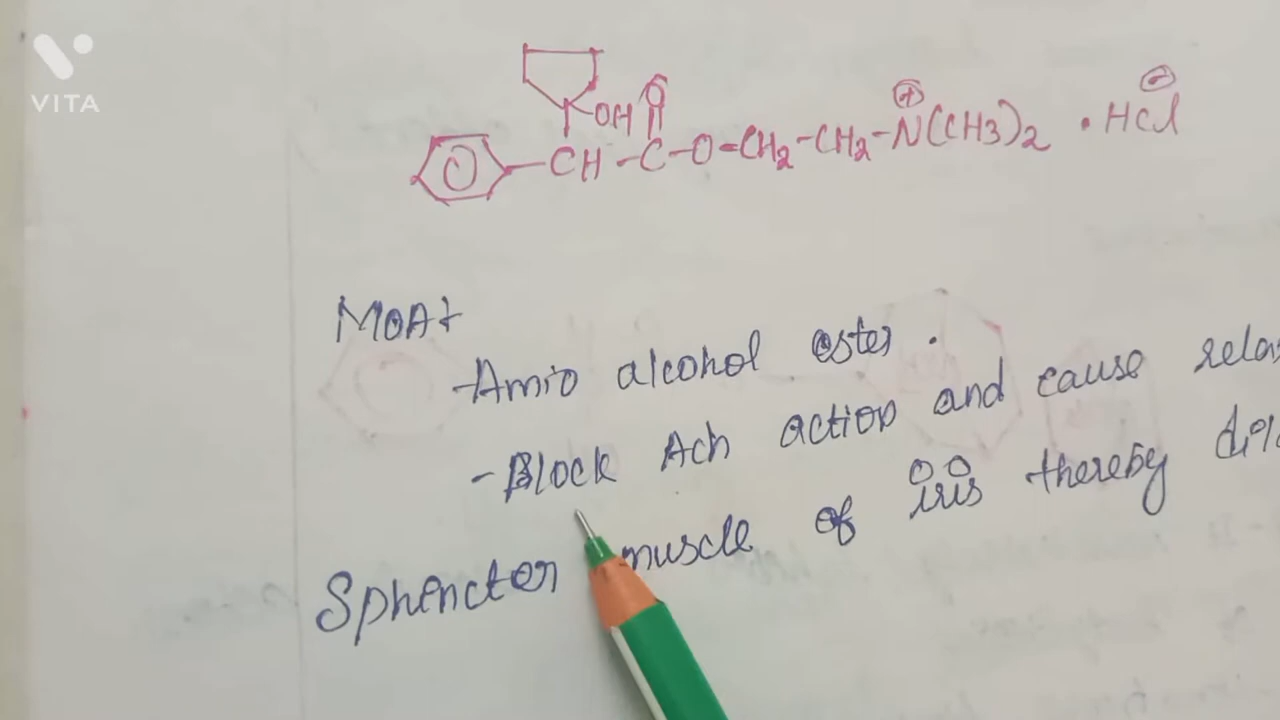 VITA
OH O
CH - C - O - CH2 - CH2 - N(CH3)2 . HCl
MOA+
- Amio alcohol ester .
- Block Ach action and cause relax
Sphencter muscle of iris thereby